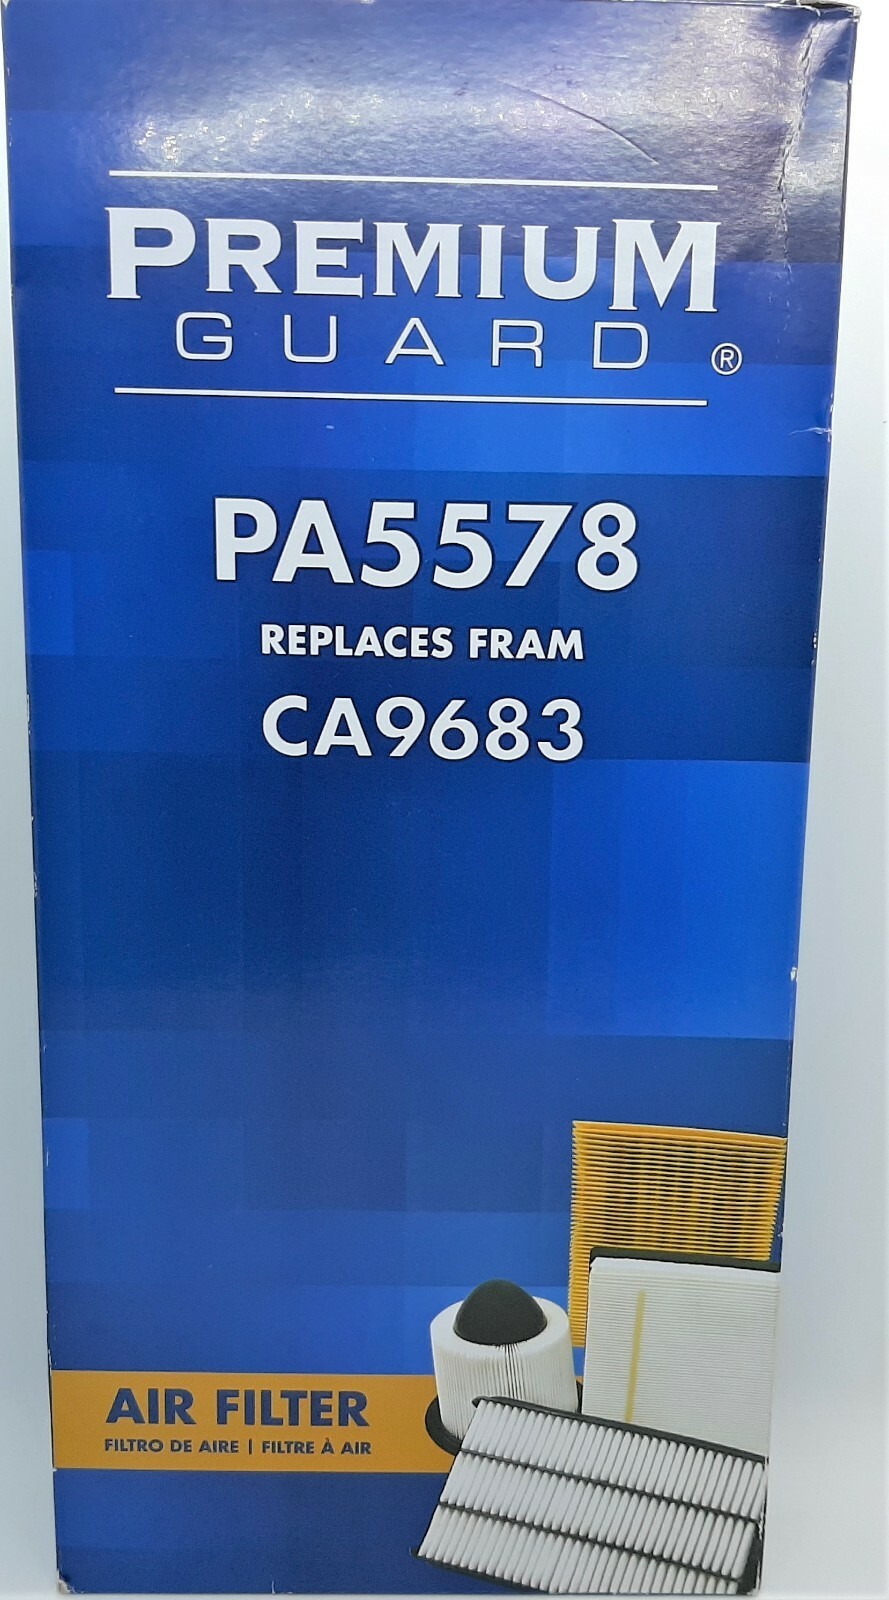 PREMIUM
GUARD ®
PA5578
REPLACES FRAM
CA9683
AIR FILTER
FILTRO DE AIRE | FILTRE À AIR